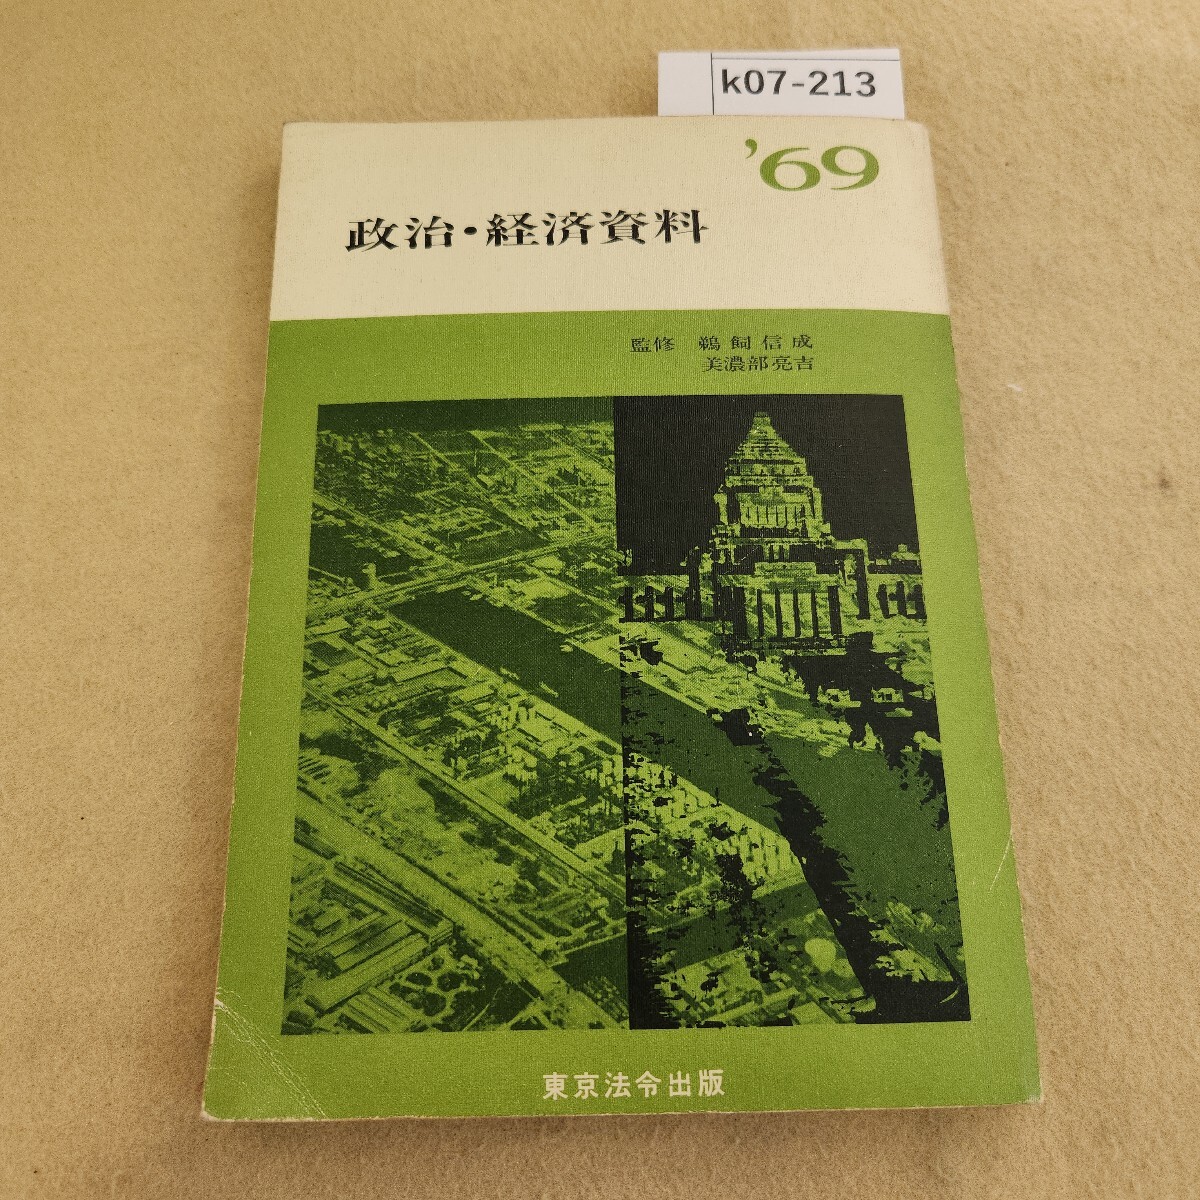 k07-213
'69
政治・経済資料
監修 鵜飼信成
美濃部亮吉
東京法令出版